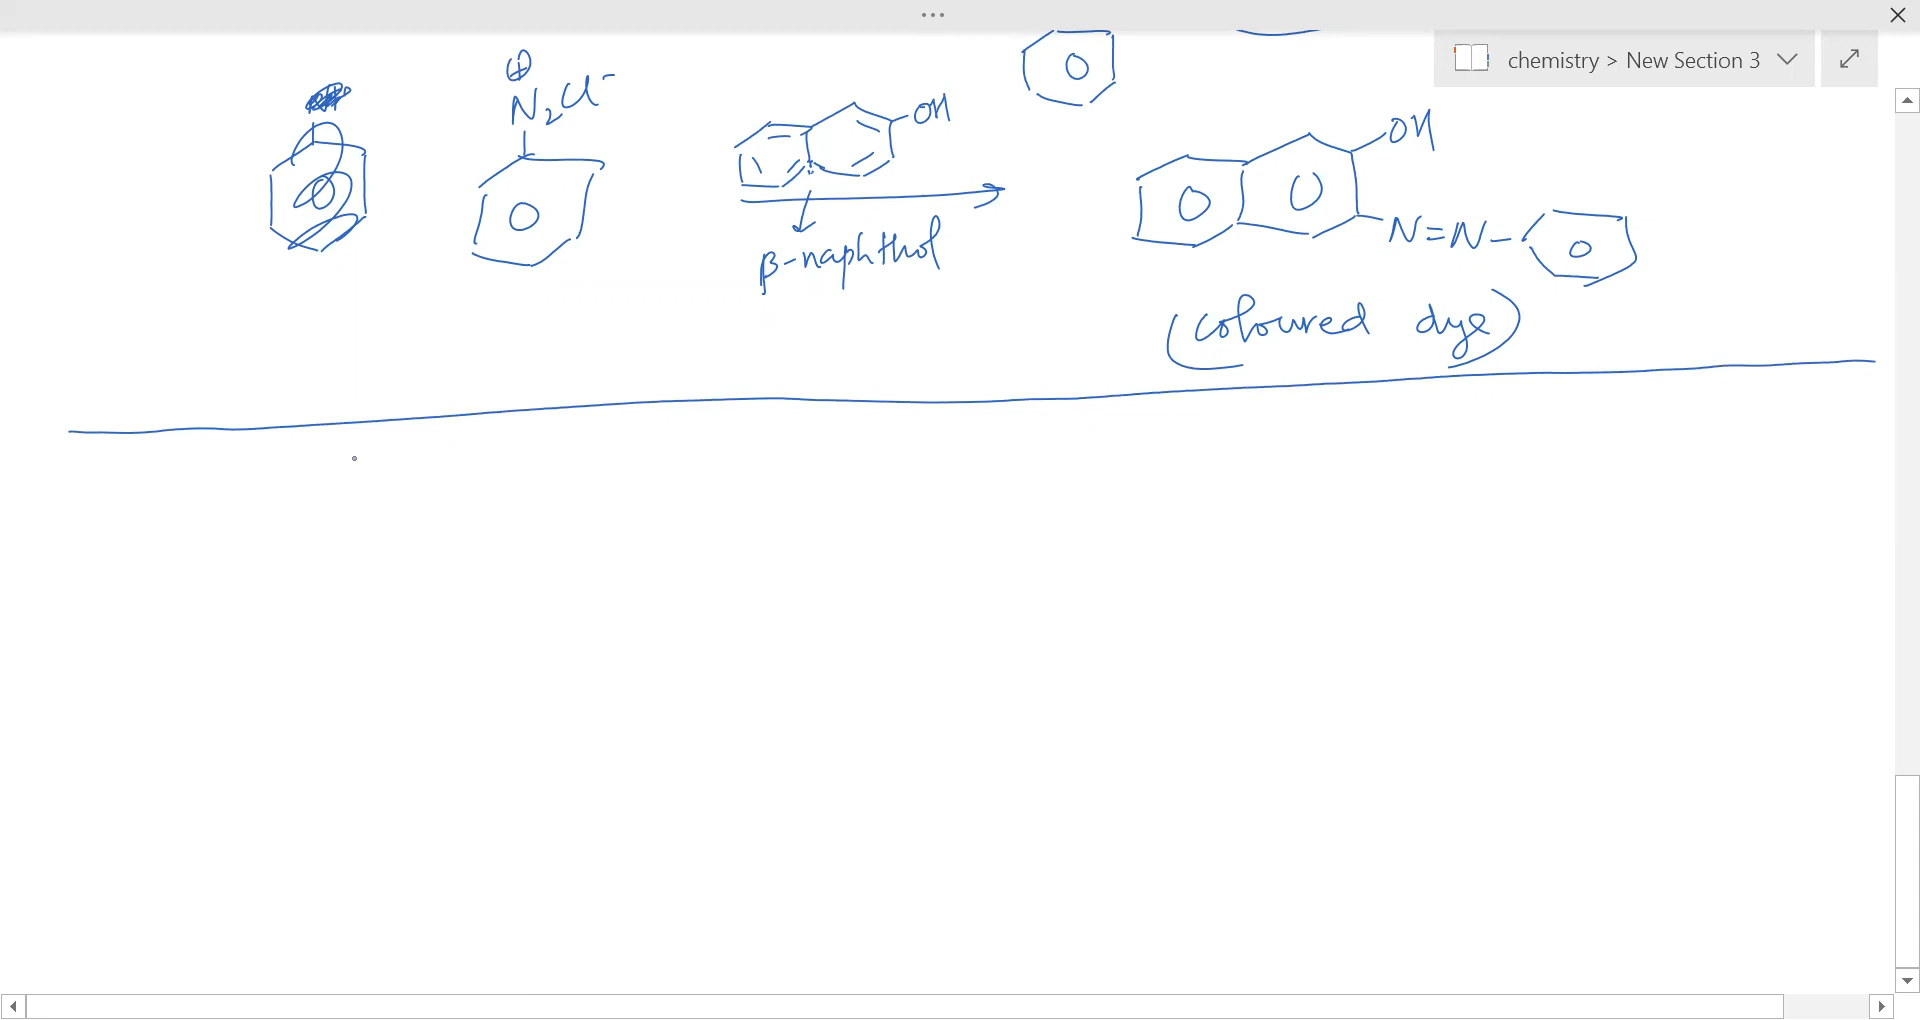 chemistry > New Section 3
⊕
N₂Cl⁻
OH
β-naphthol
OH
N=N-
(coloured dye)